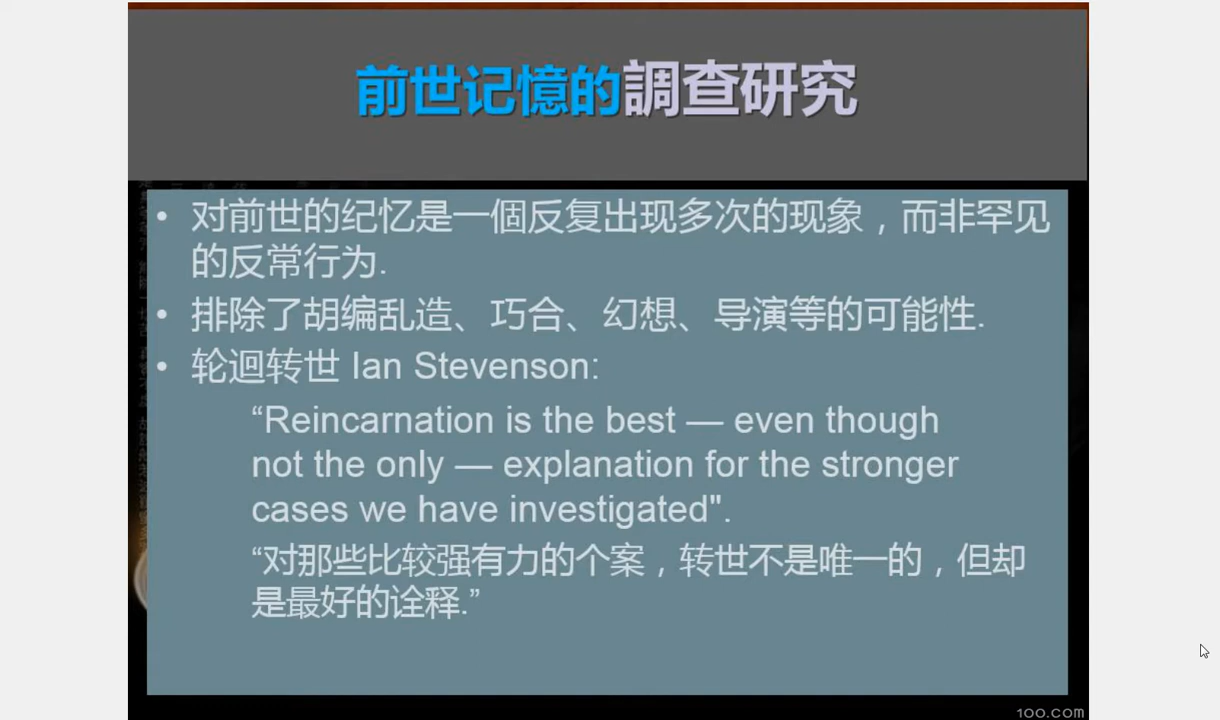 前世记憶的調查研究
• 对前世的纪忆是一個反复出现多次的现象，而非罕见
的反常行为.
• 排除了胡编乱造、巧合、幻想、导演等的可能性.
• 轮迴转世 Ian Stevenson:
“Reincarnation is the best — even though
not the only — explanation for the stronger
cases we have investigated".
“对那些比较强有力的个案，转世不是唯一的，但却
是最好的诠释.”
100.com